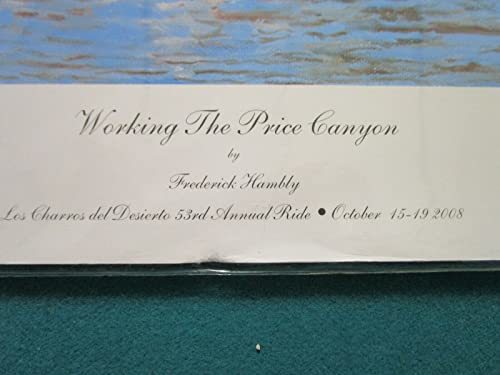 Working The Price Canyon
by
Frederick Hambly
Los Charros del Desierto 53rd Annual Ride • October 15-19 2008